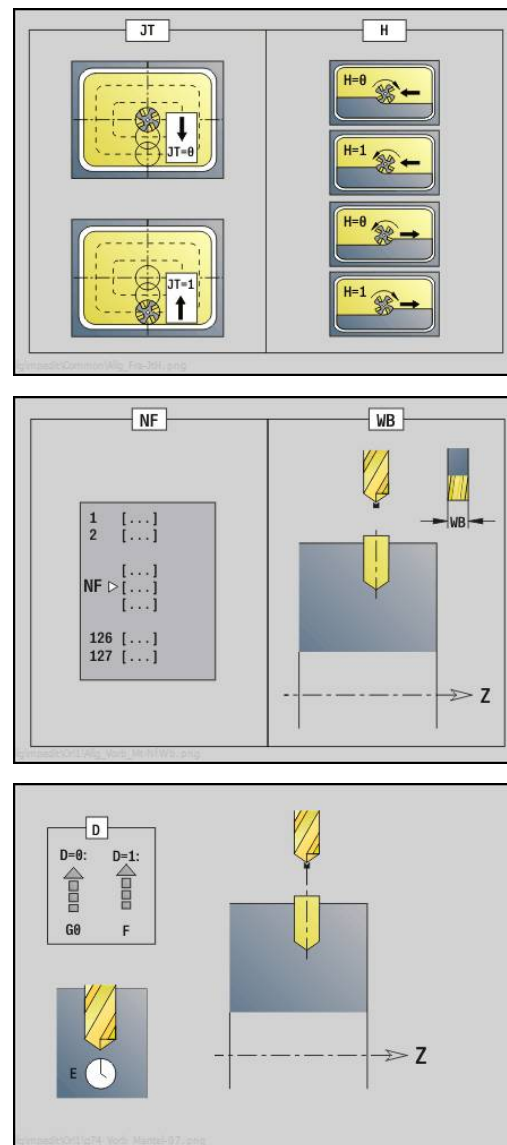 JT
H
JT=0
JT=1
H=0
H=1
H=0
H=1
NF
WB
1 [...]
2 [...]
[...]
NF [...]
[...]
126 [...]
127 [...]
WB
Z
D
D=0: D=1:
G0 F
E
Z